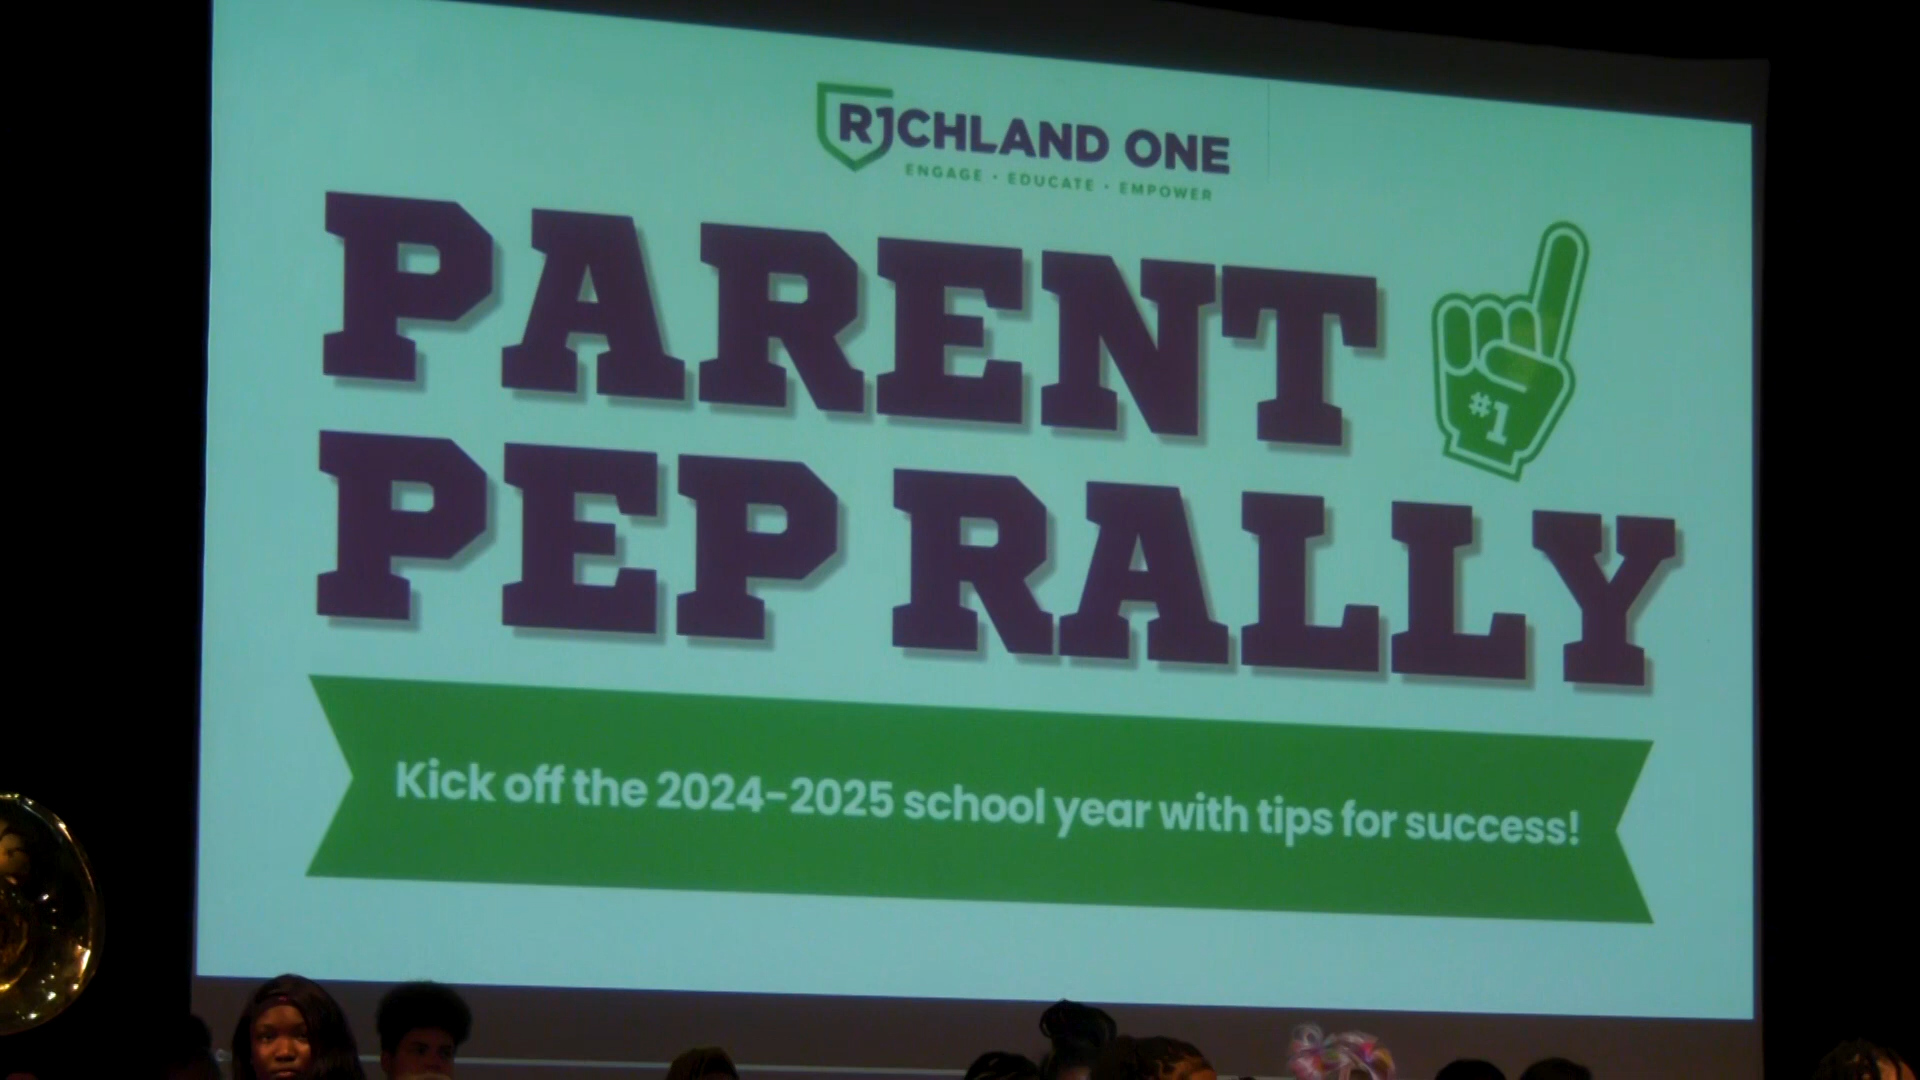 R1CHLAND ONE
ENGAGE · EDUCATE · EMPOWER
PARENT
#1
PEP RALLY
Kick off the 2024-2025 school year with tips for success!